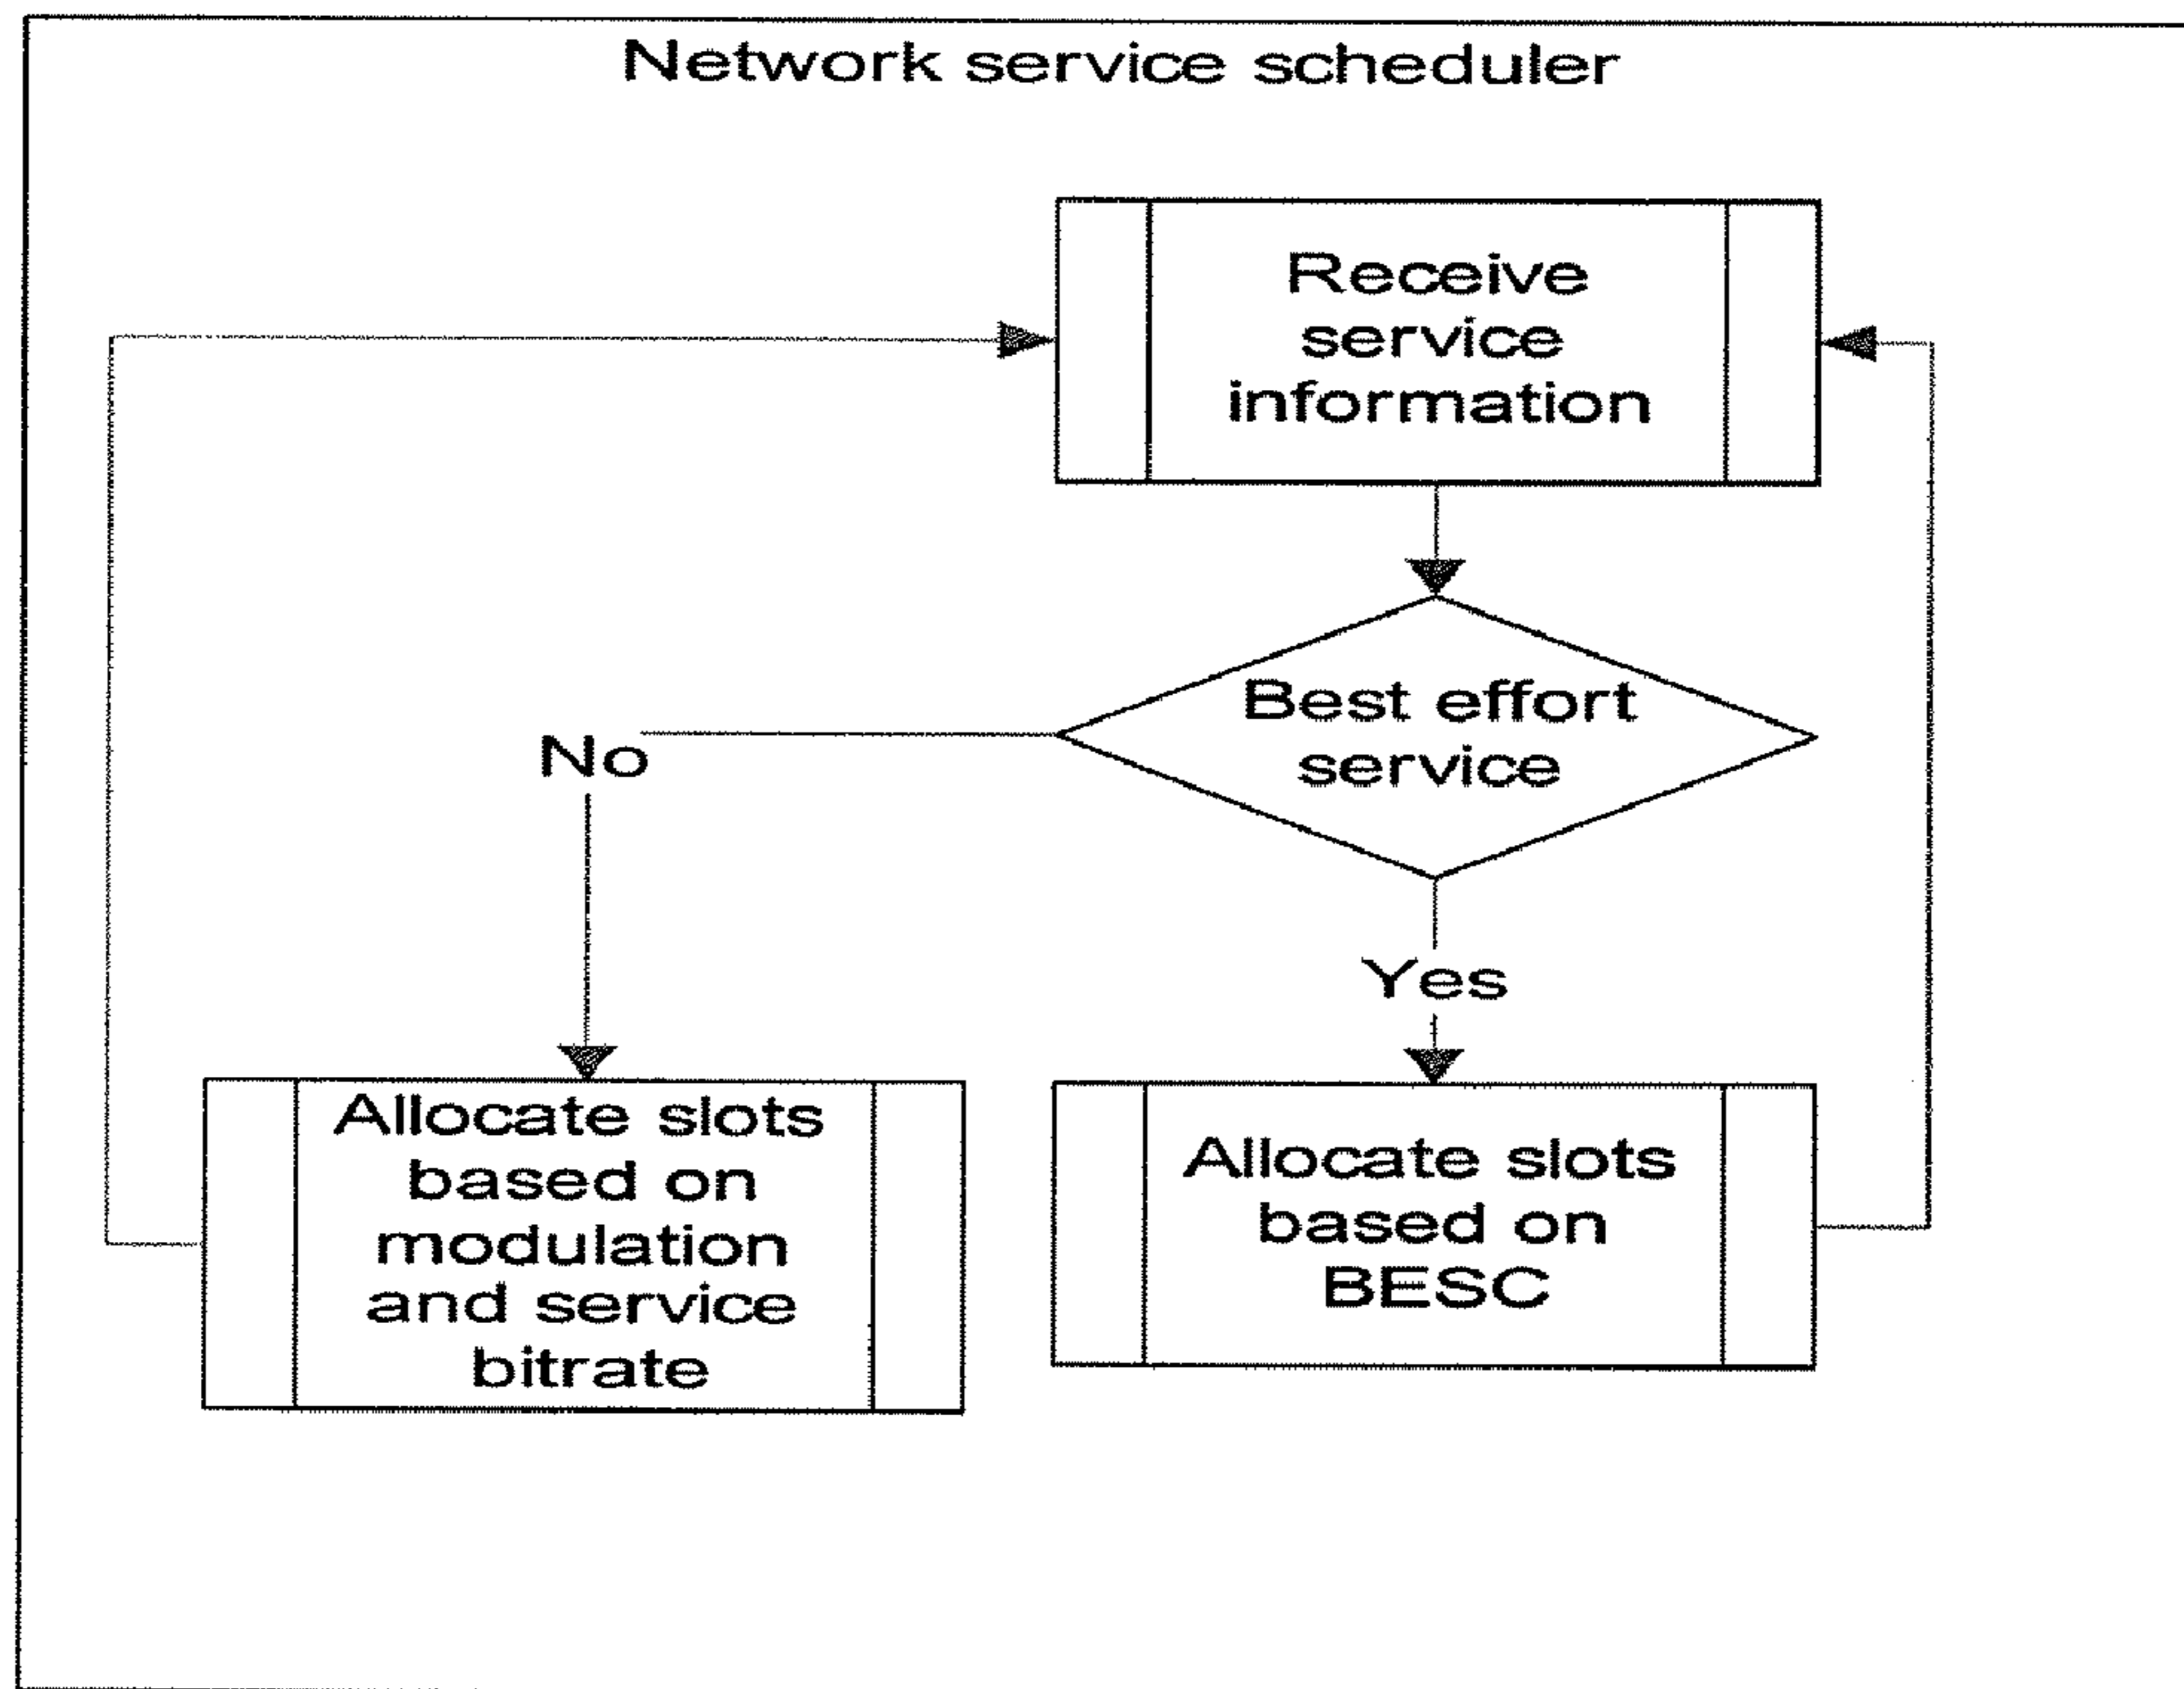 Network service scheduler
Receive
service
information
Best effort
service
No
Yes
Allocate slots
based on
modulation
and service
bitrate
Allocate slots
based on
BESC